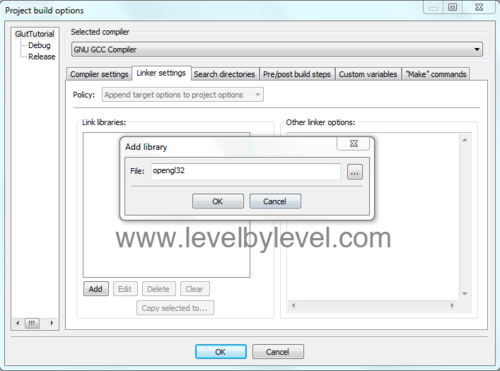 Project build options
GlutTutorial
Debug
Release
Selected compiler
GNU GCC Compiler
Compiler settings
Linker settings
Search directories
Pre/post build steps
Custom variables
"Make" commands
Policy:
Append target options to project options
Link libraries:
Other linker options:
Add library
File:
opengl32
...
OK
Cancel
www.levelbylevel.com
Add
Edit
Delete
Clear
Copy selected to...
OK
Cancel